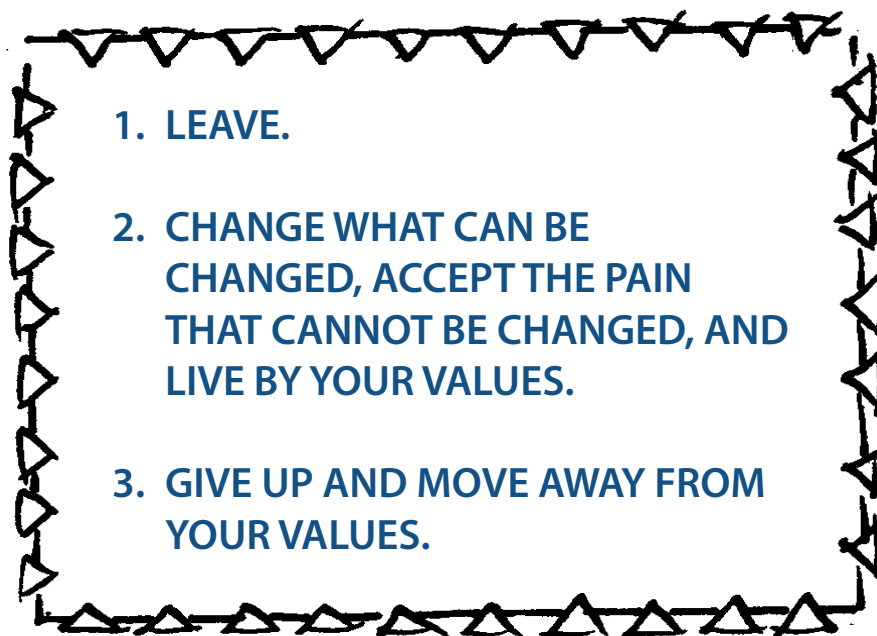 1. LEAVE.
2. CHANGE WHAT CAN BE
CHANGED, ACCEPT THE PAIN
THAT CANNOT BE CHANGED, AND
LIVE BY YOUR VALUES.
3. GIVE UP AND MOVE AWAY FROM
YOUR VALUES.